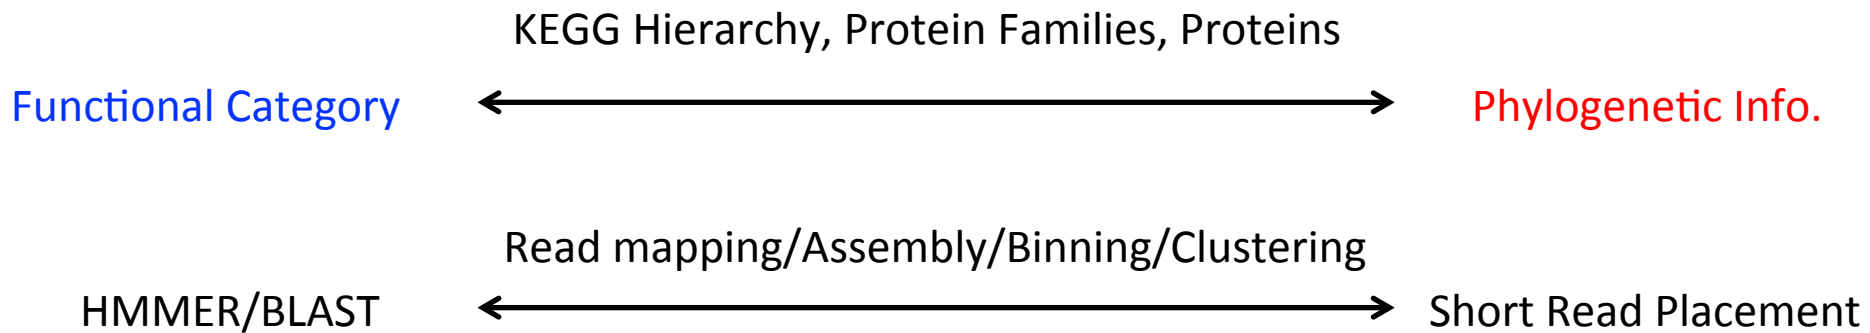 KEGG Hierarchy, Protein Families, Proteins
Functional Category
Phylogenetic Info.
Read mapping/Assembly/Binning/Clustering
HMMER/BLAST
Short Read Placement